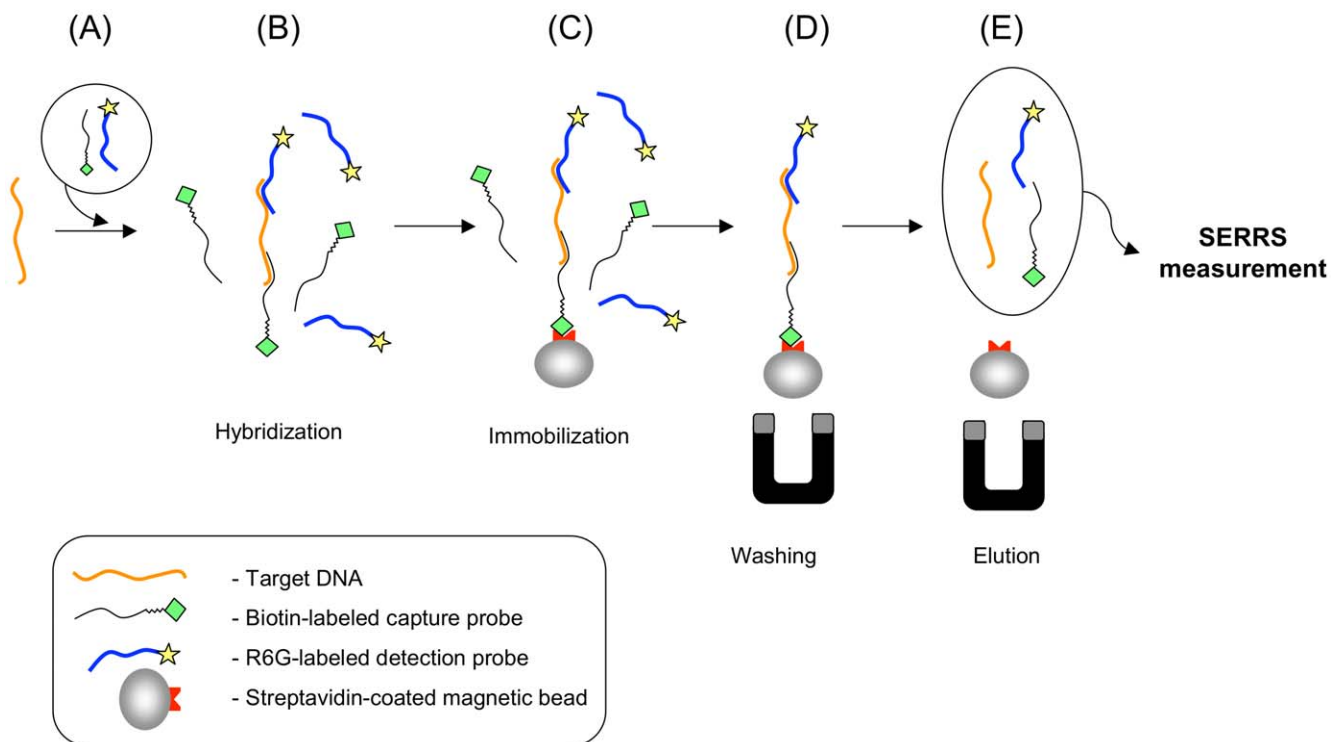 (A)
(B)
(C)
(D)
(E)
SERRS
measurement
Hybridization
Immobilization
Washing
Elution
- Target DNA
- Biotin-labeled capture probe
- R6G-labeled detection probe
- Streptavidin-coated magnetic bead